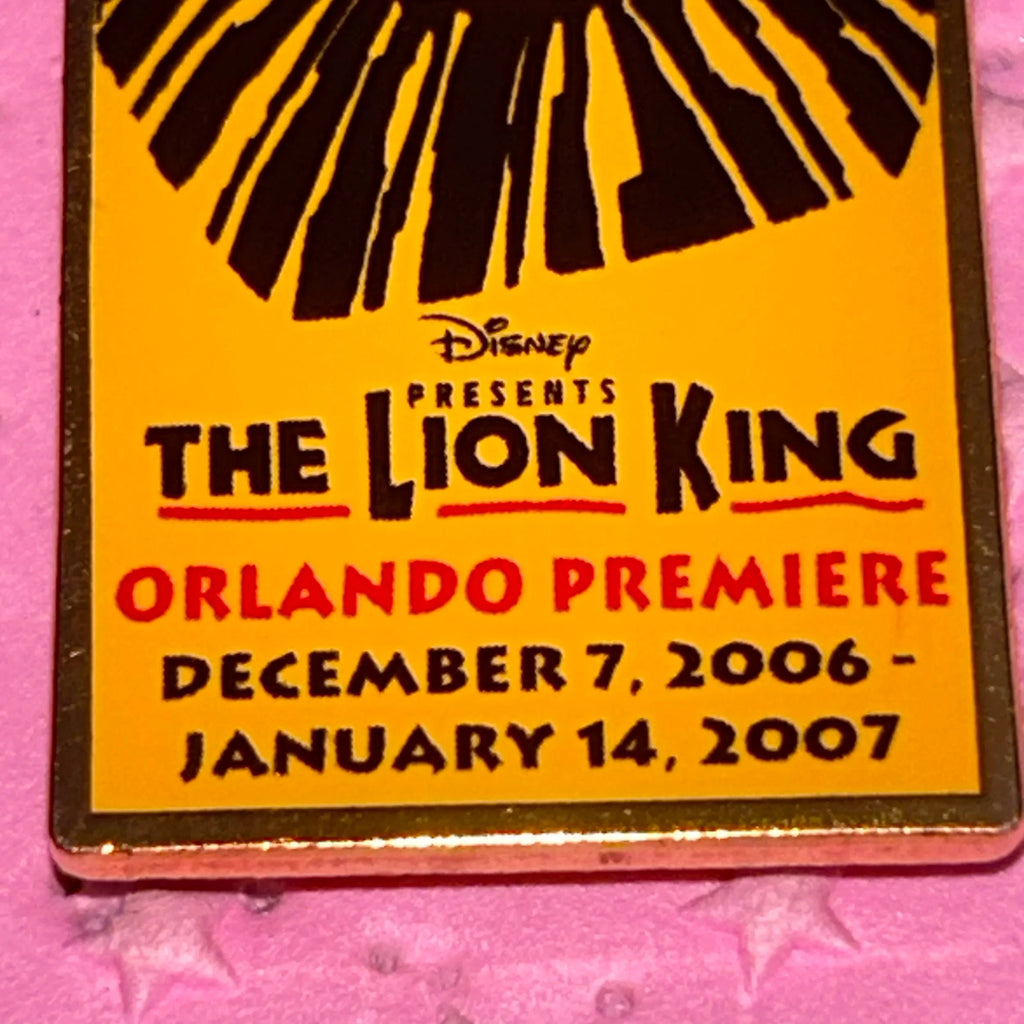 Disney
PRESENTS
THE LION KING
ORLANDO PREMIERE
DECEMBER 7, 2006 -
JANUARY 14, 2007